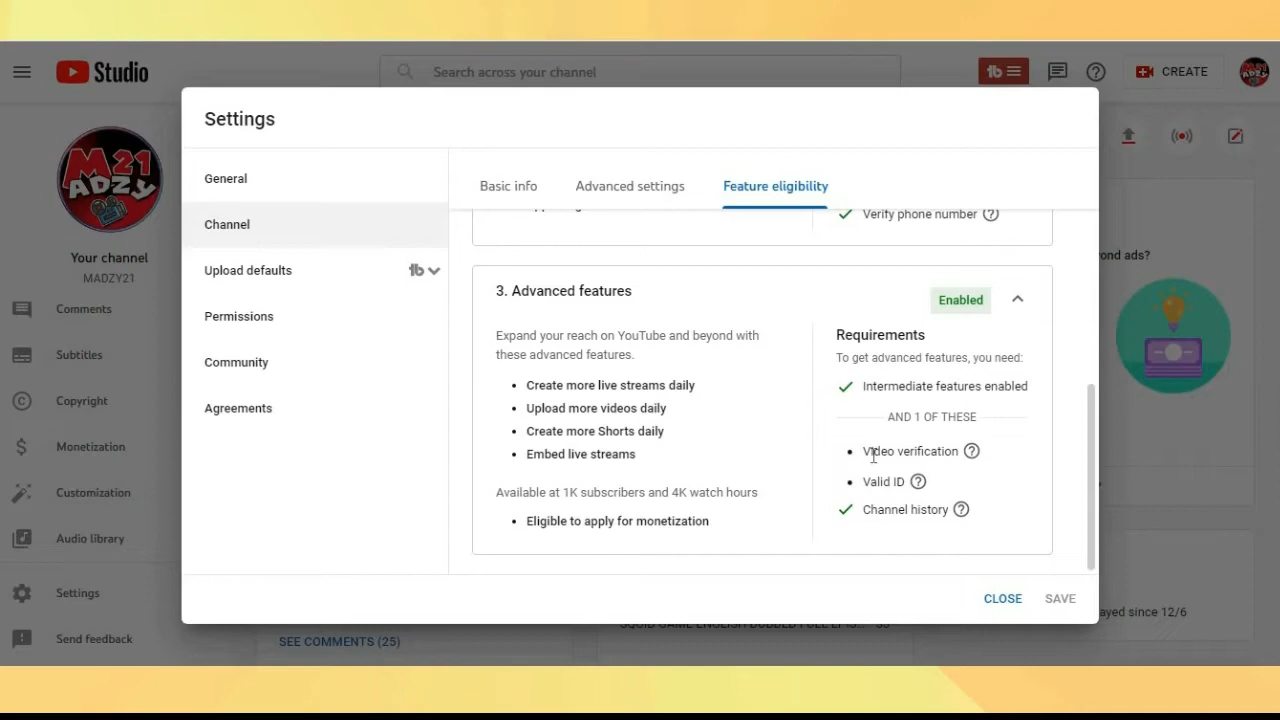 Studio
Search across your channel
CREATE
M21
ADZY
Your channel
MADZY21
Comments
Subtitles
Copyright
Monetization
Customization
Audio library
Settings
Send feedback
Settings
General
Channel
Upload defaults
Permissions
Community
Agreements
Basic info
Advanced settings
Feature eligibility
Verify phone number
3. Advanced features
Enabled
Expand your reach on YouTube and beyond with
these advanced features.
• Create more live streams daily
• Upload more videos daily
• Create more Shorts daily
• Embed live streams
Available at 1K subscribers and 4K watch hours
• Eligible to apply for monetization
Requirements
To get advanced features, you need:
Intermediate features enabled
AND 1 OF THESE
• Video verification
• Valid ID
Channel history
CLOSE
SAVE
ond ads?
ayed since 12/6
SEE COMMENTS (25)